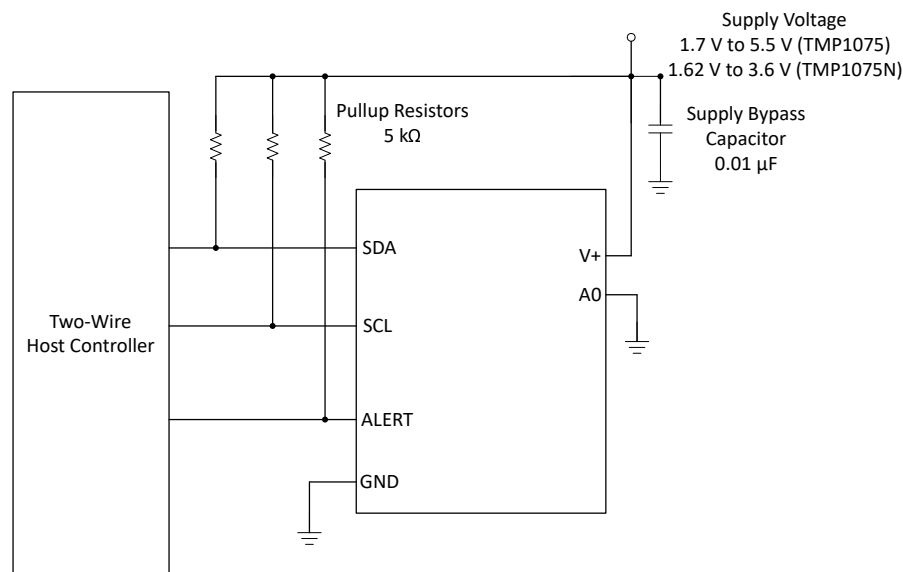 Supply Voltage
1.7 V to 5.5 V (TMP1075)
1.62 V to 3.6 V (TMP1075N)
Pullup Resistors
5 kΩ
Supply Bypass
Capacitor
0.01 µF
Two-Wire
Host Controller
SDA
SCL
ALERT
GND
V+
A0